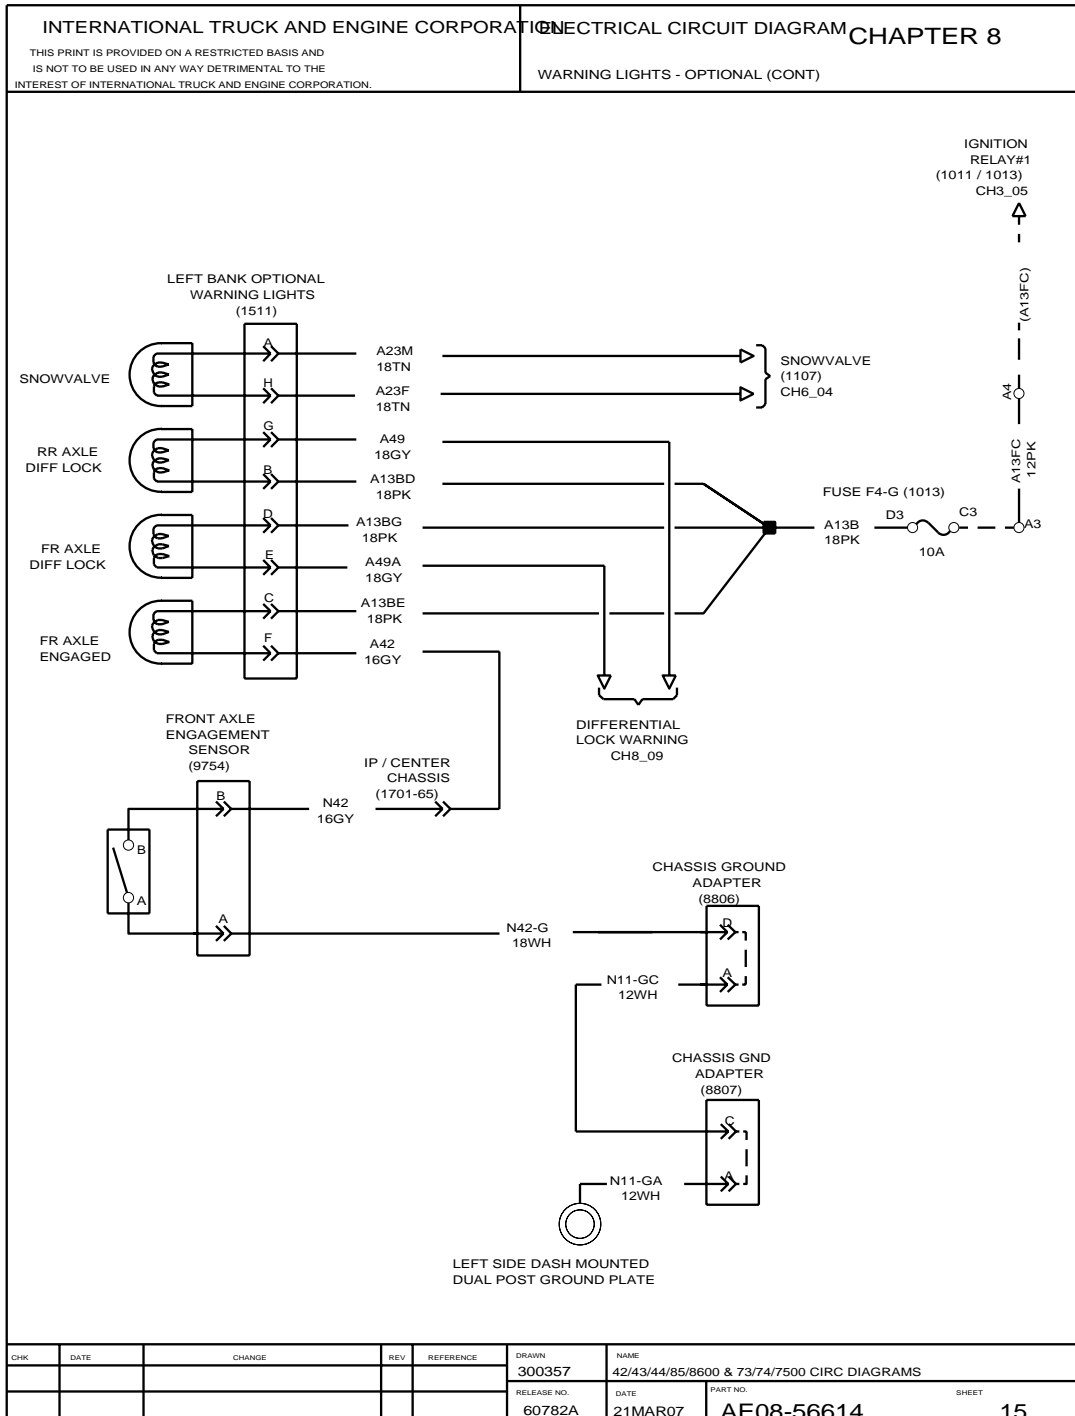 INTERNATIONAL TRUCK AND ENGINE CORPORATION
THIS PRINT IS PROVIDED ON A RESTRICTED BASIS AND
IS NOT TO BE USED IN ANY WAY DETRIMENTAL TO THE
INTEREST OF INTERNATIONAL TRUCK AND ENGINE CORPORATION.
ELECTRICAL CIRCUIT DIAGRAM
CHAPTER 8
WARNING LIGHTS - OPTIONAL (CONT)
IGNITION
RELAY#1
(1011 / 1013)
CH3_05
(A13FC)
A4
A13FC
12PK
LEFT BANK OPTIONAL
WARNING LIGHTS
(1511)
SNOWVALVE
A
A23M
18TN
H
A23F
18TN
SNOWVALVE
(1107)
CH6_04
RR AXLE
DIFF LOCK
G
A49
18GY
B
A13BD
18PK
FR AXLE
DIFF LOCK
D
A13BG
18PK
E
A49A
18GY
FUSE F4-G (1013)
A13B
18PK
D3
C3
10A
A3
FR AXLE
ENGAGED
C
A13BE
18PK
F
A42
16GY
DIFFERENTIAL
LOCK WARNING
CH8_09
FRONT AXLE
ENGAGEMENT
SENSOR
(9754)
IP / CENTER
CHASSIS
(1701-65)
B
N42
16GY
B
A
A
N42-G
18WH
CHASSIS GROUND
ADAPTER
(8806)
D
N11-GC
12WH
A
CHASSIS GND
ADAPTER
(8807)
C
N11-GA
12WH
A
LEFT SIDE DASH MOUNTED
DUAL POST GROUND PLATE
CHK DATE CHANGE REV REFERENCE
DRAWN
300357
NAME
42/43/44/85/8600 & 73/74/7500 CIRC DIAGRAMS
RELEASE NO.
60782A
DATE
21MAR07
PART NO.
AE08-56614
SHEET
15